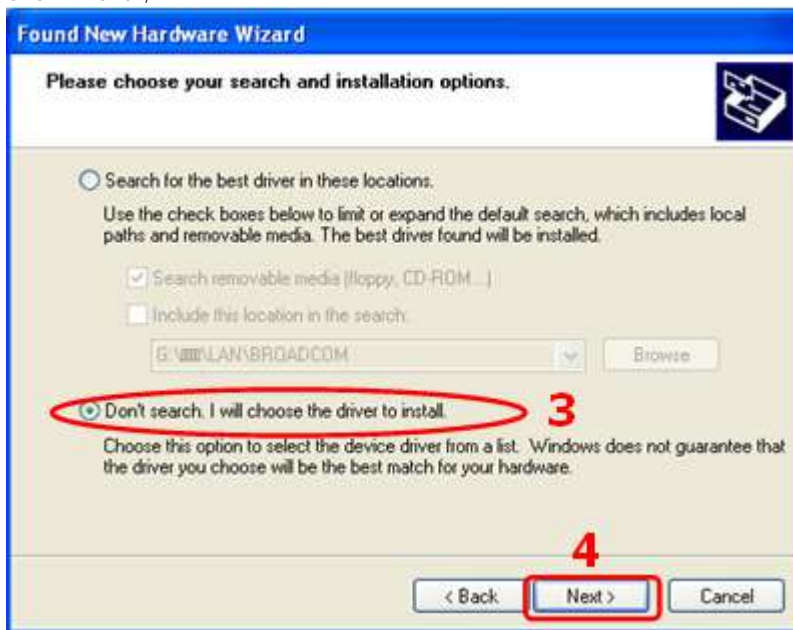 Found New Hardware Wizard
Please choose your search and installation options.
Search for the best driver in these locations.
Use the check boxes below to limit or expand the default search, which includes local
paths and removable media. The best driver found will be installed.
Search removable media (floppy, CD-ROM...)
Include this location in the search:
\LAN\BROADCOM
Browse
Don't search. I will choose the driver to install.
3
Choose this option to select the device driver from a list. Windows does not guarantee that
the driver you choose will be the best match for your hardware.
4
< Back
Next >
Cancel